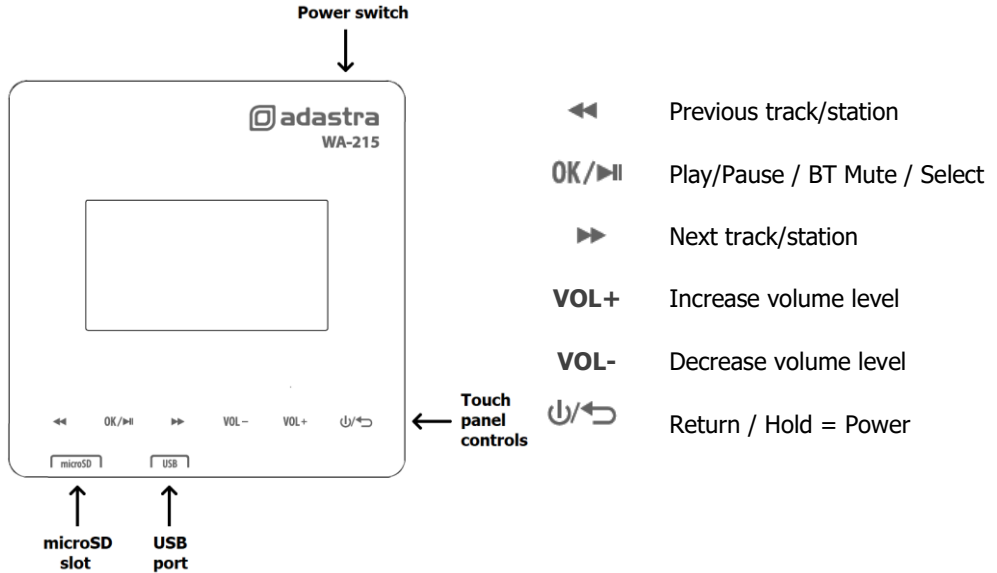 Power switch
adastra
WA-215
◀◀ Previous track/station
OK/▶II Play/Pause / BT Mute / Select
▶▶ Next track/station
VOL+ Increase volume level
VOL- Decrease volume level
⏻/↩ Return / Hold = Power
◀◀ OK/▶II ▶▶ VOL− VOL+ ⏻/↩
Touch
panel
controls
microSD USB
microSD
slot
USB
port